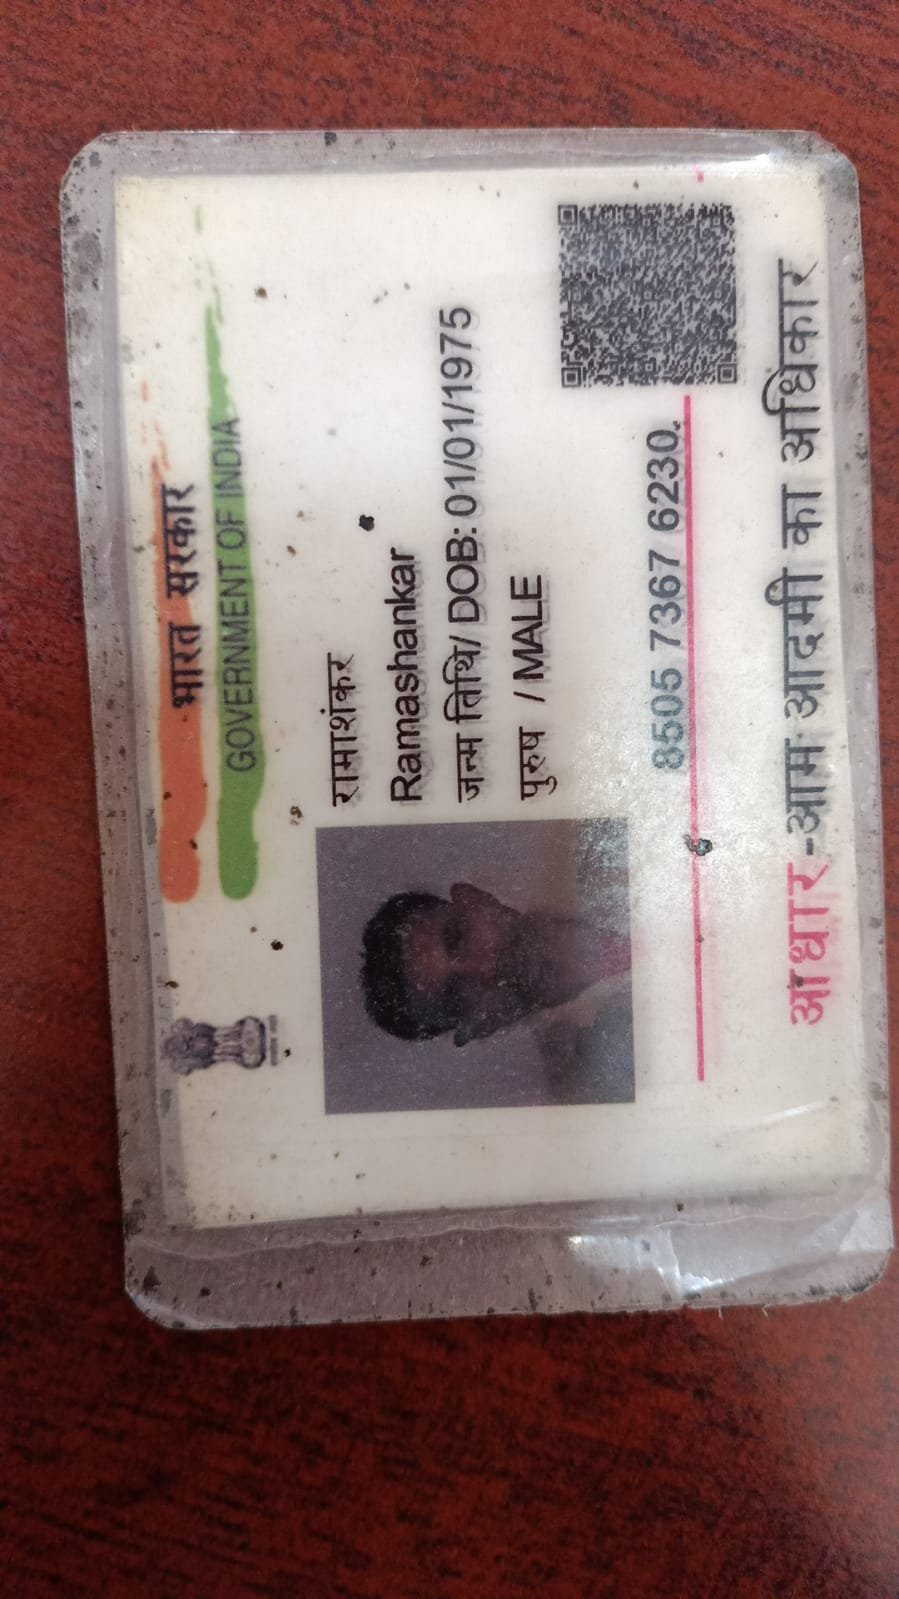 भारत सरकार
GOVERNMENT OF INDIA
रामाशंकर
Ramashankar
जन्म तिथि/ DOB: 01/01/1975
पुरुष / MALE
8505 7367 6230
आधार-आम आदमी का अधिकार